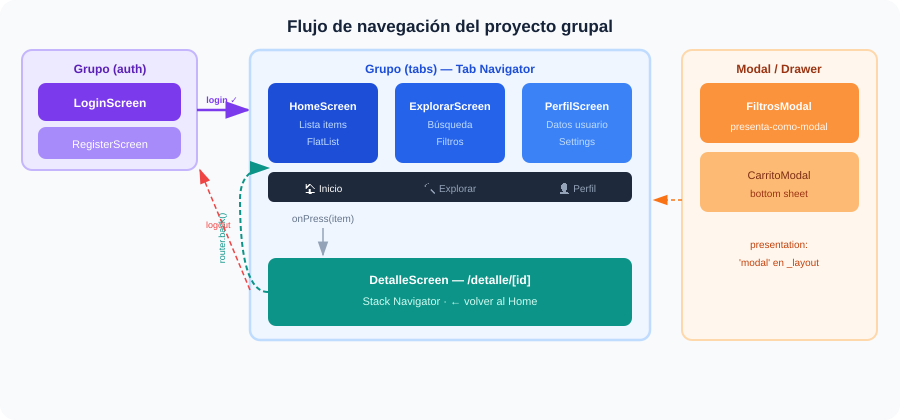 Flujo de navegación del proyecto grupal
Grupo (auth)
LoginScreen
RegisterScreen
login ✓
logout
router.back()
Grupo (tabs) — Tab Navigator
HomeScreen
Lista items
FlatList
ExplorarScreen
Búsqueda
Filtros
PerfilScreen
Datos usuario
Settings
🏠 Inicio
🔍 Explorar
👤 Perfil
onPress(item)
DetalleScreen — /detalle/[id]
Stack Navigator · ← volver al Home
Modal / Drawer
FiltrosModal
presenta-como-modal
CarritoModal
bottom sheet
presentation:
'modal' en _layout